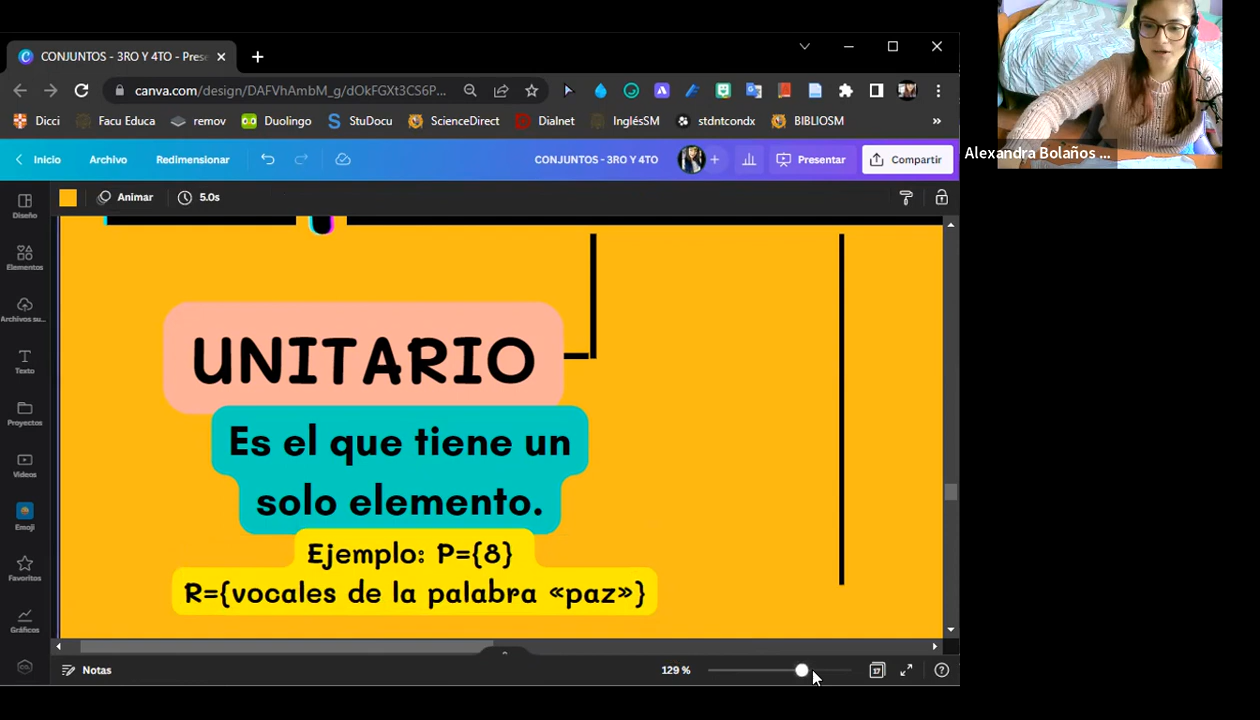 CONJUNTOS - 3RO Y 4TO - Prese
canva.com/design/DAFVhAmbM_g/dOkFGXt3CS6P...
Dicci
Facu Educa
remov
Duolingo
StuDocu
ScienceDirect
Dialnet
InglésSM
stdntcondx
BIBLIOSM
»
Inicio
Archivo
Redimensionar
CONJUNTOS - 3RO Y 4TO
Presentar
Compartir
Animar
5.0s
Diseño
Elementos
Archivos su...
Texto
Proyectos
Videos
Emoji
Favoritos
Gráficos
UNITARIO
Es el que tiene un
solo elemento.
Ejemplo: P={8}
R={vocales de la palabra «paz»}
Notas
129 %
17
Alexandra Bolaños ...